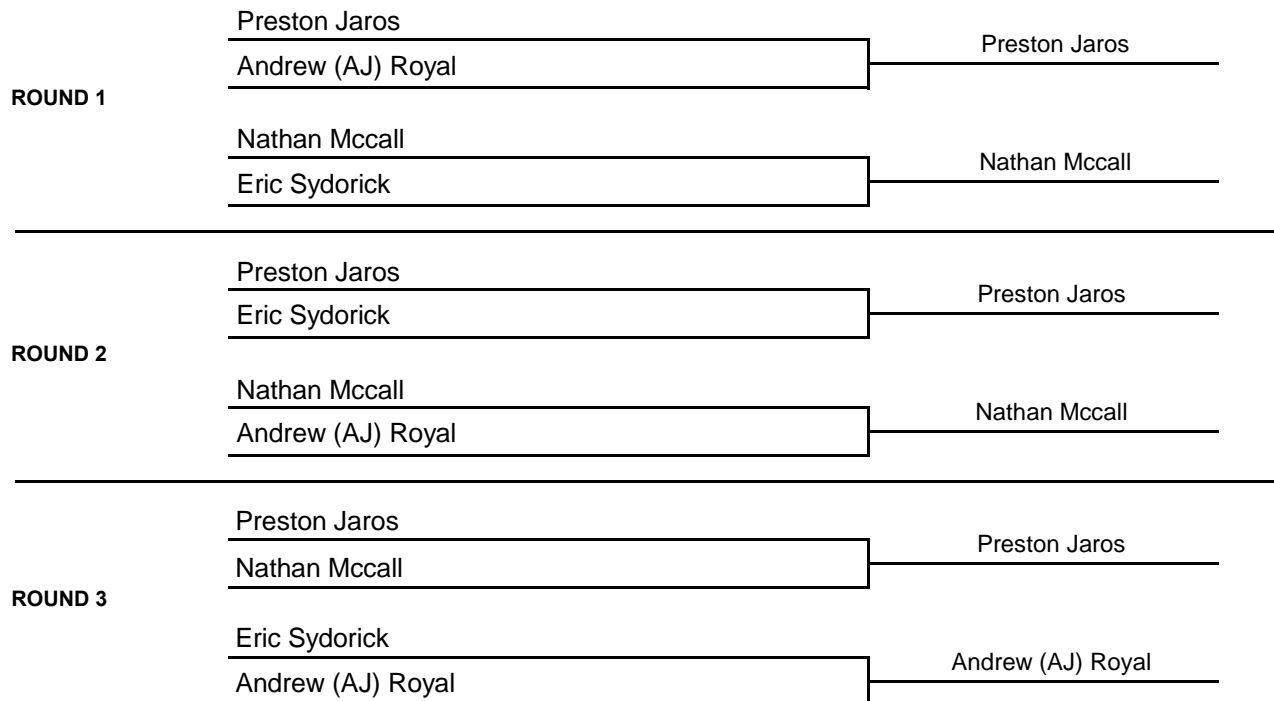 Preston Jaros
Preston Jaros
Andrew (AJ) Royal
ROUND 1
Nathan Mccall
Nathan Mccall
Eric Sydorick
Preston Jaros
Preston Jaros
Eric Sydorick
ROUND 2
Nathan Mccall
Nathan Mccall
Andrew (AJ) Royal
Preston Jaros
Preston Jaros
Nathan Mccall
ROUND 3
Eric Sydorick
Andrew (AJ) Royal
Andrew (AJ) Royal